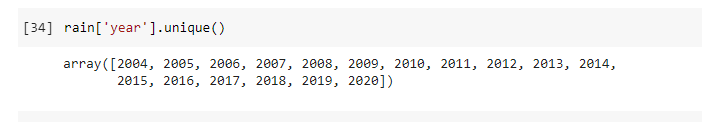 [34] rain['year'].unique()
array([2004, 2005, 2006, 2007, 2008, 2009, 2010, 2011, 2012, 2013, 2014,
2015, 2016, 2017, 2018, 2019, 2020])